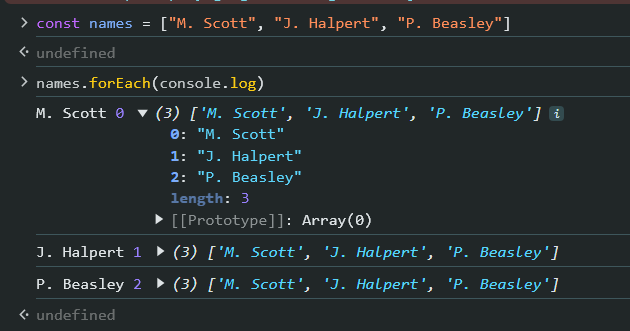 > const names = ["M. Scott", "J. Halpert", "P. Beasley"]
undefined
> names.forEach(console.log)
M. Scott 0 ▼ (3) ['M. Scott', 'J. Halpert', 'P. Beasley'] i
0: "M. Scott"
1: "J. Halpert"
2: "P. Beasley"
length: 3
▶ [[Prototype]]: Array(0)
J. Halpert 1 ▶ (3) ['M. Scott', 'J. Halpert', 'P. Beasley']
P. Beasley 2 ▶ (3) ['M. Scott', 'J. Halpert', 'P. Beasley']
undefined